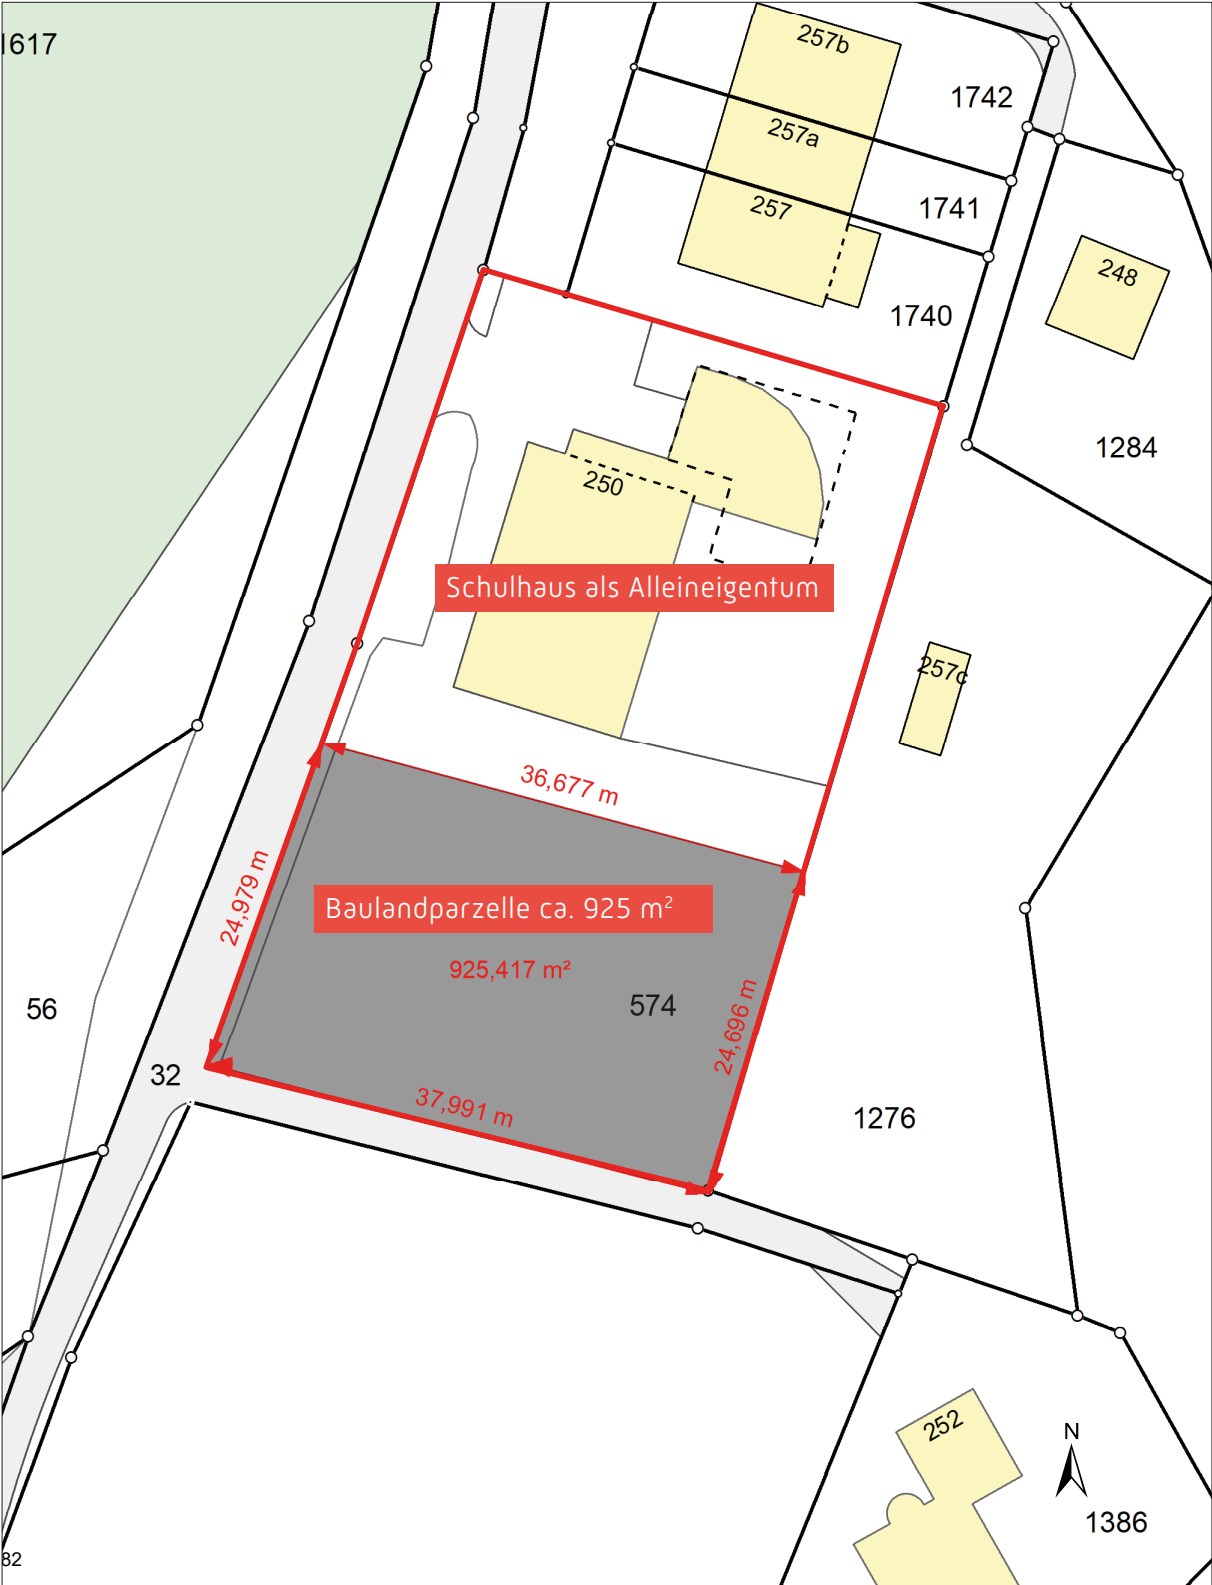 1617
257b
1742
257a
1741
257
248
1740
1284
250
Schulhaus als Alleineigentum
257c
36,677 m
24,979 m
Baulandparzelle ca. 925 m²
925,417 m²
574
24,696 m
56
32
37,991 m
1276
252
N
1386
82